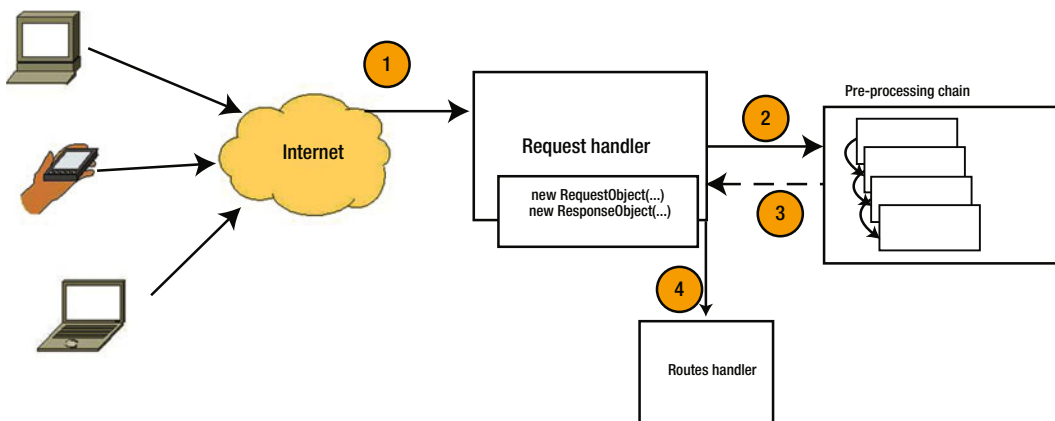 1
Pre-processing chain
2
Internet
Request handler
new RequestObject(...)
new ResponseObject(...)
3
4
Routes handler